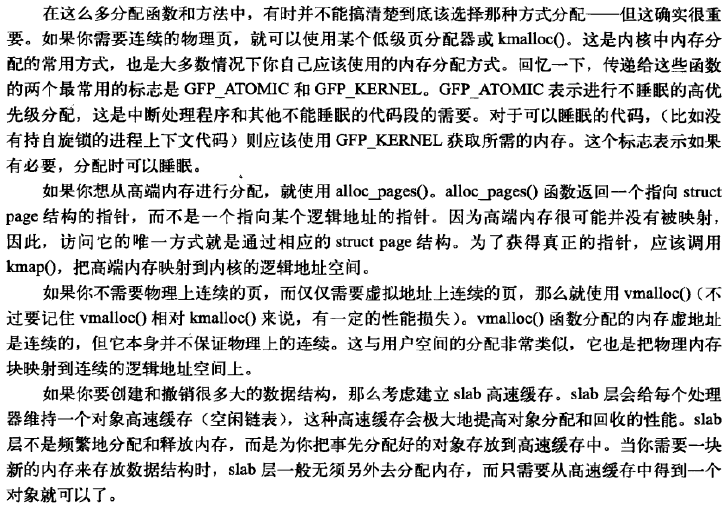 在这么多分配函数和方法中，有时并不能搞清楚到底该选择那种方式分配——但这确实很重
要。如果你需要连续的物理页，就可以使用某个低级页分配器或 kmalloc()。这是内核中内存分
配的常用方式，也是大多数情况下你自己应该使用的内存分配方式。回忆一下，传递给这些函数
的两个最常用的标志是 GFP_ATOMIC 和 GFP_KERNEL。GFP_ATOMIC 表示进行不睡眠的高优
先级分配，这是中断处理程序和其他不能睡眠的代码段的需要。对于可以睡眠的代码，（比如没
有持自旋锁的进程上下文代码）则应该使用 GFP_KERNEL 获取所需的内存。这个标志表示如果
有必要，分配时可以睡眠。
如果你想从高端内存进行分配，就使用 alloc_pages()。alloc_pages() 函数返回一个指向 struct
page 结构的指针，而不是一个指向某个逻辑地址的指针。因为高端内存很可能并没有被映射，
因此，访问它的唯一方式就是通过相应的 struct page 结构。为了获得真正的指针，应该调用
kmap()，把高端内存映射到内核的逻辑地址空间。
如果你不需要物理上连续的页，而仅仅需要虚拟地址上连续的页，那么就使用 vmalloc()（不
过要记住 vmalloc() 相对 kmalloc() 来说，有一定的性能损失）。vmalloc() 函数分配的内存虚地址
是连续的，但它本身并不保证物理上的连续。这与用户空间的分配非常类似，它也是把物理内存
块映射到连续的逻辑地址空间上。
如果你要创建和撤销很多大的数据结构，那么考虑建立 slab 高速缓存。slab 层会给每个处理
器维持一个对象高速缓存（空闲链表），这种高速缓存会极大地提高对象分配和回收的性能。slab
层不是频繁地分配和释放内存，而是为你把事先分配好的对象存放到高速缓存中。当你需要一块
新的内存来存放数据结构时，slab 层一般无须另外去分配内存，而只需要从高速缓存中得到一个
对象就可以了。